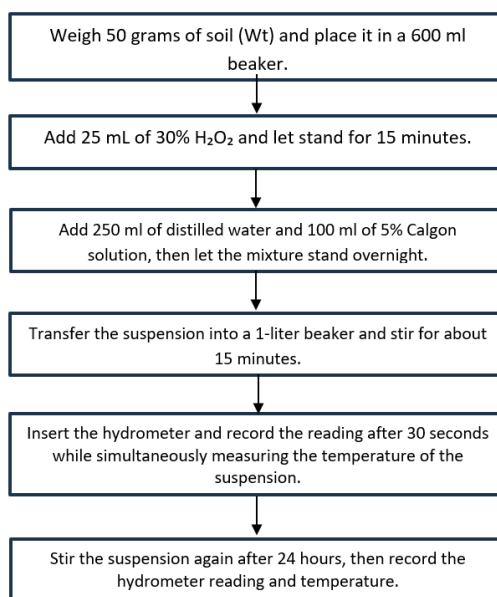 Weigh 50 grams of soil (Wt) and place it in a 600 ml
beaker.
Add 25 mL of 30% H₂O₂ and let stand for 15 minutes.
Add 250 ml of distilled water and 100 ml of 5% Calgon
solution, then let the mixture stand overnight.
Transfer the suspension into a 1-liter beaker and stir for about
15 minutes.
Insert the hydrometer and record the reading after 30 seconds
while simultaneously measuring the temperature of the
suspension.
Stir the suspension again after 24 hours, then record the
hydrometer reading and temperature.